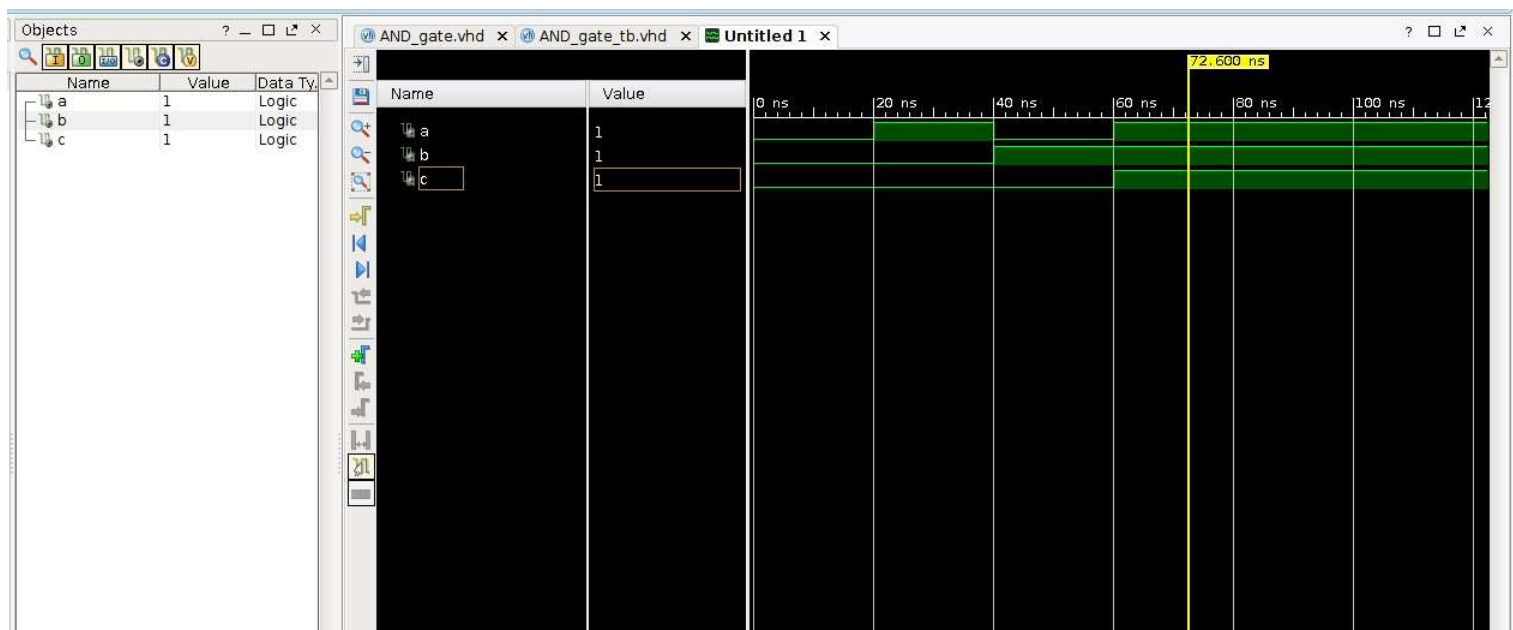 Objects
Name Value Data Ty.
a 1 Logic
b 1 Logic
c 1 Logic
AND_gate.vhd AND_gate_tb.vhd Untitled 1
72.600 ns
Name Value
0 ns 20 ns 40 ns 60 ns 80 ns 100 ns 12
a 1
b 1
c 1